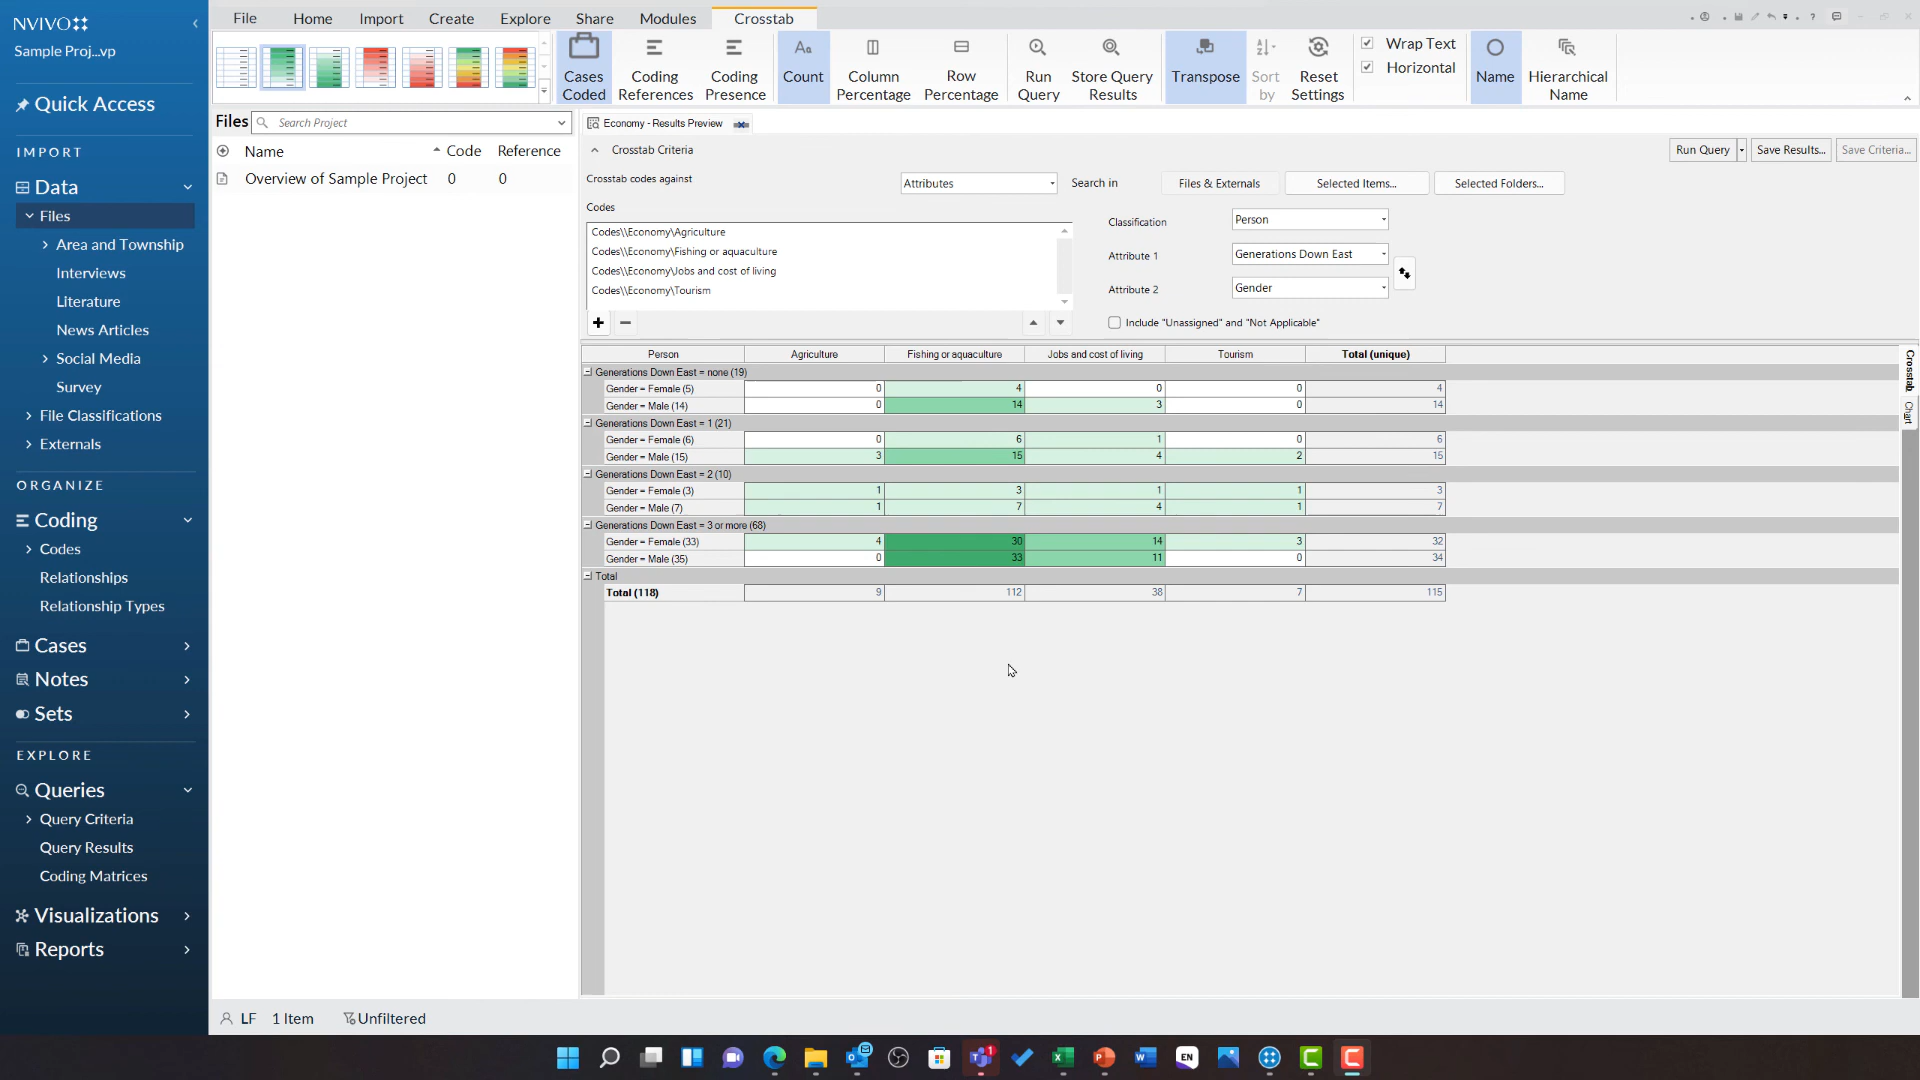 NVIVO
Sample Proj...vp
File Home Import Create Explore Share Modules Crosstab
Cases Coded
Coding References
Coding Presence
Count
Column Percentage
Row Percentage
Run Query
Store Query Results
Transpose
Sort by
Reset Settings
Wrap Text
Horizontal
Name
Hierarchical Name
Quick Access
IMPORT
Data
Files
Area and Township
Interviews
Literature
News Articles
Social Media
Survey
File Classifications
Externals
ORGANIZE
Coding
Codes
Relationships
Relationship Types
Cases
Notes
Sets
EXPLORE
Queries
Query Criteria
Query Results
Coding Matrices
Visualizations
Reports
Files Search Project
Name Code Reference
Overview of Sample Project 0 0
Economy - Results Preview
Crosstab Criteria Run Query Save Results... Save Criteria...
Crosstab codes against Attributes Search in Files & Externals Selected Items... Selected Folders...
Codes
Codes\\Economy\Agriculture
Codes\\Economy\Fishing or aquaculture
Codes\\Economy\Jobs and cost of living
Codes\\Economy\Tourism
Classification Person
Attribute 1 Generations Down East
Attribute 2 Gender
Include "Unassigned" and "Not Applicable"
Person Agriculture Fishing or aquaculture Jobs and cost of living Tourism Total (unique)
Generations Down East = none (19)
Gender = Female (5) 0 4 0 0 4
Gender = Male (14) 0 14 3 0 14
Generations Down East = 1 (21)
Gender = Female (6) 0 6 1 0 6
Gender = Male (15) 3 15 4 2 15
Generations Down East = 2 (10)
Gender = Female (3) 1 3 1 1 3
Gender = Male (7) 1 7 4 1 7
Generations Down East = 3 or more (68)
Gender = Female (33) 4 30 14 3 32
Gender = Male (35) 0 33 11 0 34
Total
Total (118) 9 112 38 7 115
Crosstab
Chart
LF 1 Item Unfiltered
EN